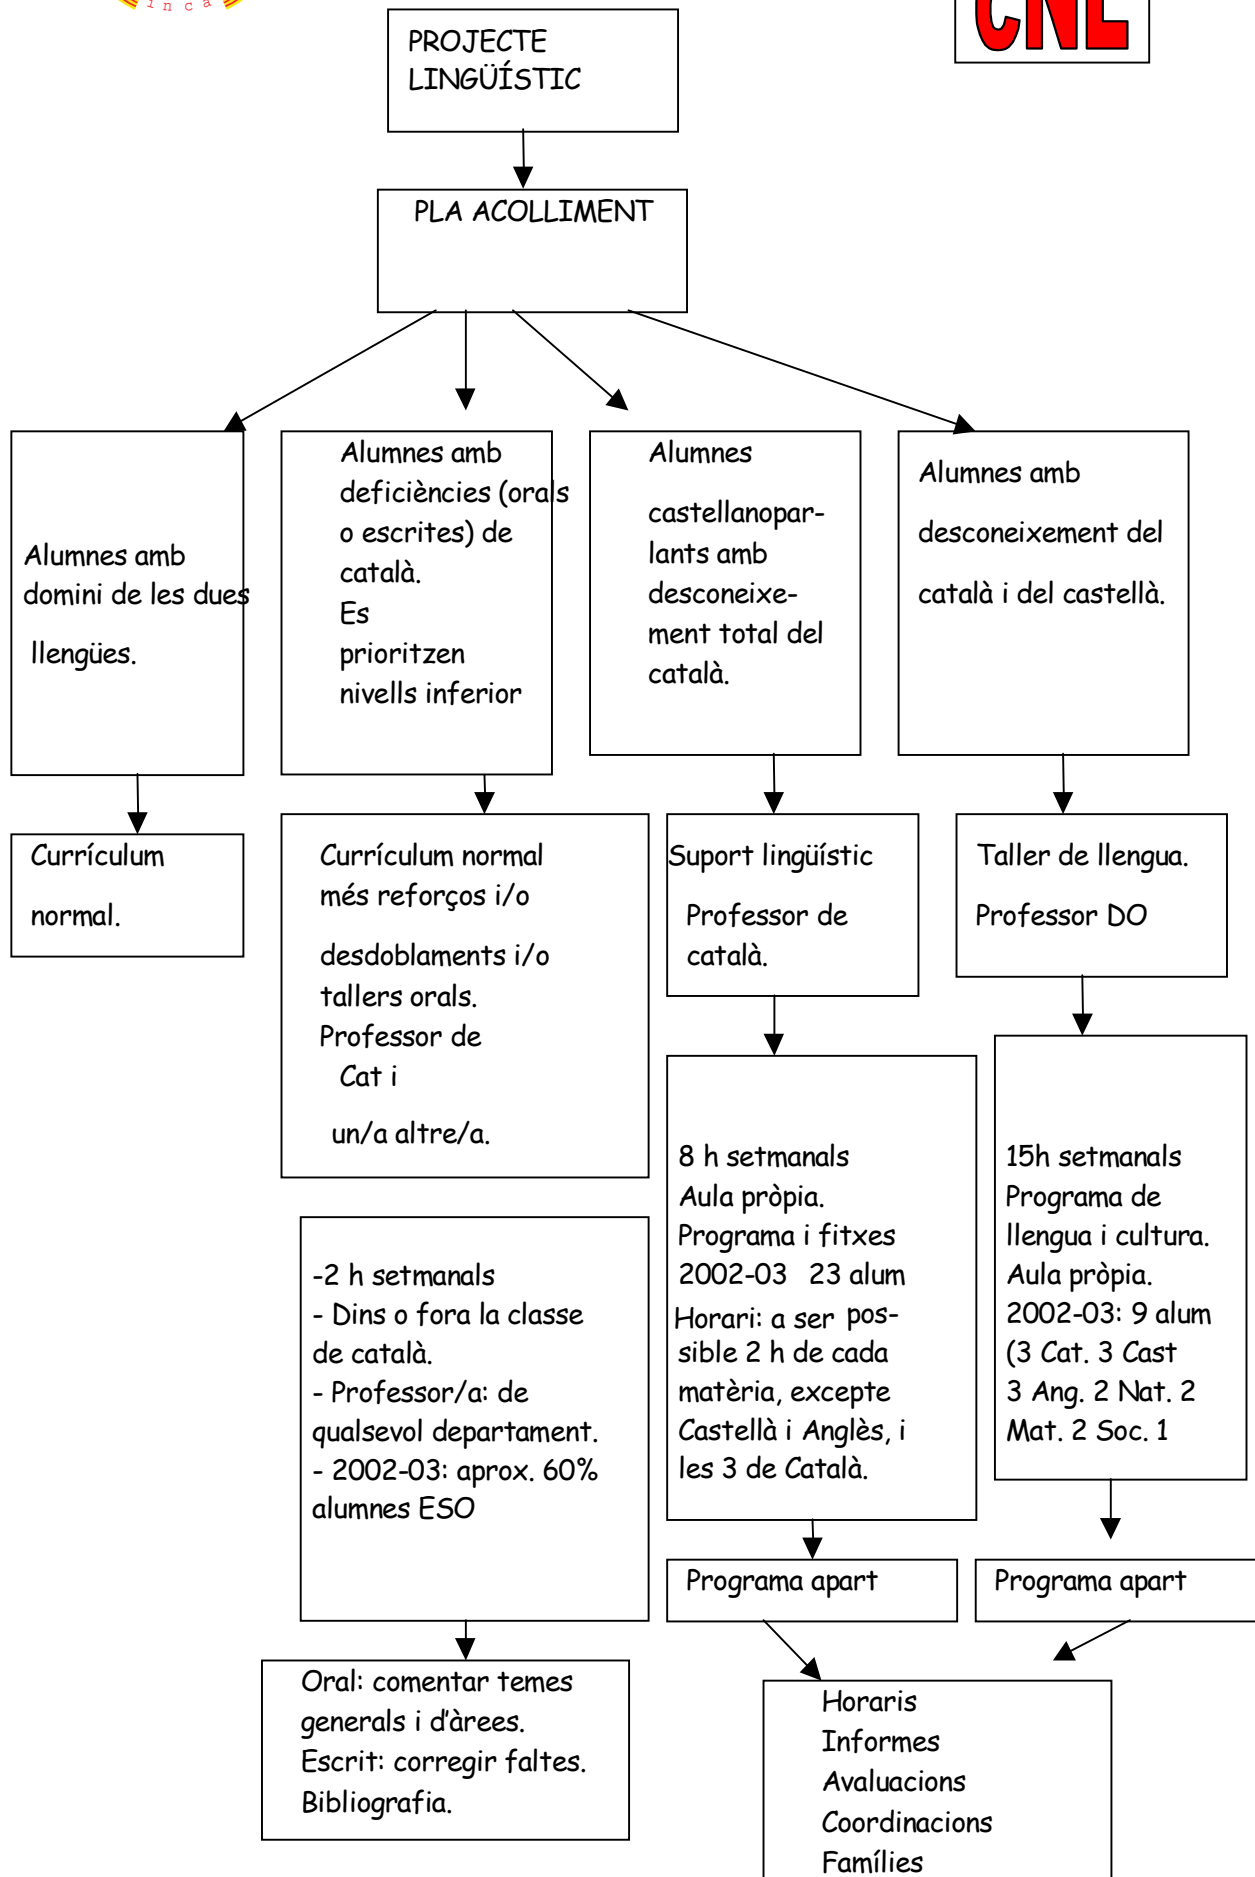 inca
CNL
PROJECTE
LINGÜÍSTIC
PLA ACOLLIMENT
Alumnes amb
domini de les dues
llengües.
Alumnes amb
deficiències (orals
o escrites) de
català.
Es
prioritzen
nivells inferior
Alumnes
castellanopar-
lants amb
desconeixe-
ment total del
català.
Alumnes amb
desconeixement del
català i del castellà.
Currículum
normal.
Currículum normal
més reforços i/o
desdoblaments i/o
tallers orals.
Professor de
Cat i
un/a altre/a.
Suport lingüístic
Professor de
català.
Taller de llengua.
Professor DO
-2 h setmanals
- Dins o fora la classe
de català.
- Professor/a: de
qualsevol departament.
- 2002-03: aprox. 60%
alumnes ESO
8 h setmanals
Aula pròpia.
Programa i fitxes
2002-03 23 alum
Horari: a ser pos-
sible 2 h de cada
matèria, excepte
Castellà i Anglès, i
les 3 de Català.
15h setmanals
Programa de
llengua i cultura.
Aula pròpia.
2002-03: 9 alum
(3 Cat. 3 Cast
3 Ang. 2 Nat. 2
Mat. 2 Soc. 1
Programa apart
Programa apart
Oral: comentar temes
generals i d'àrees.
Escrit: corregir faltes.
Bibliografia.
Horaris
Informes
Avaluacions
Coordinacions
Famílies